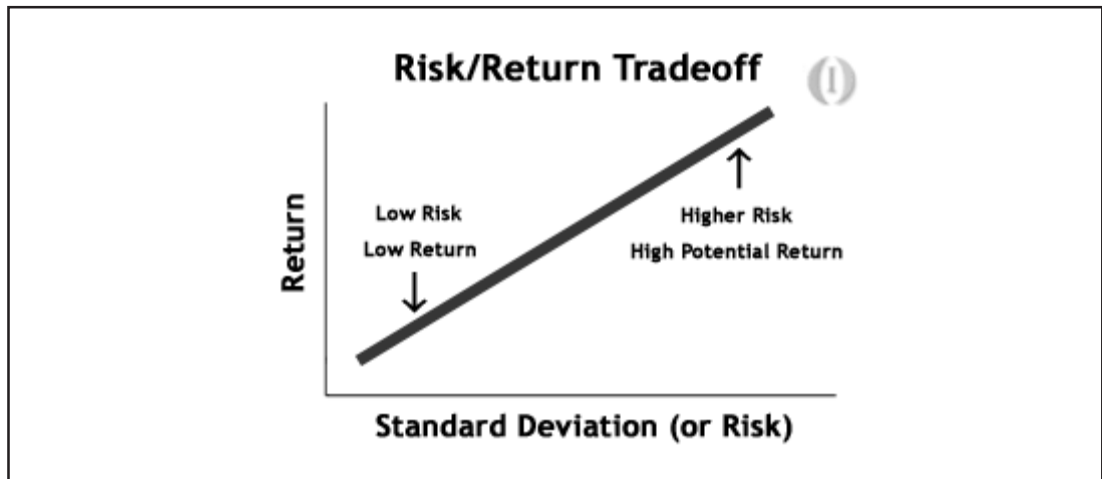 Risk/Return Tradeoff
(I)
Low Risk
Low Return
Higher Risk
High Potential Return
Return
Standard Deviation (or Risk)